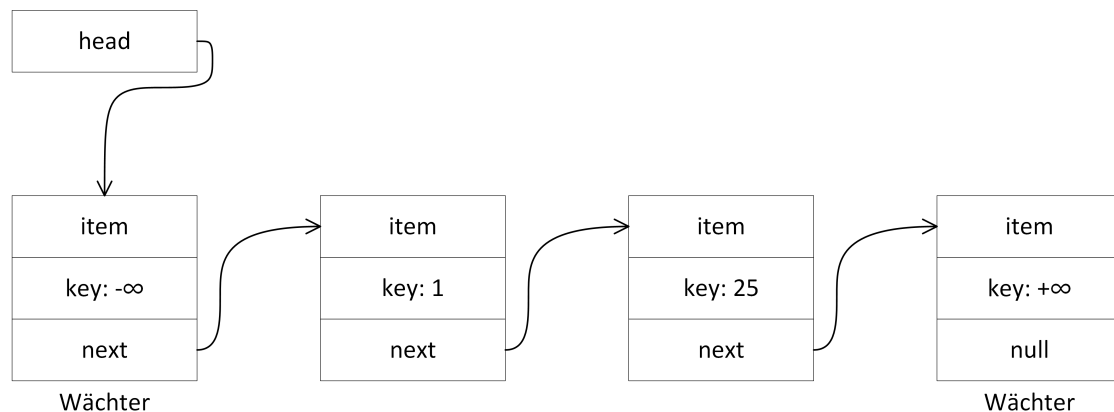 head
item
key: -∞
next
Wächter
item
key: 1
next
item
key: 25
next
item
key: +∞
null
Wächter